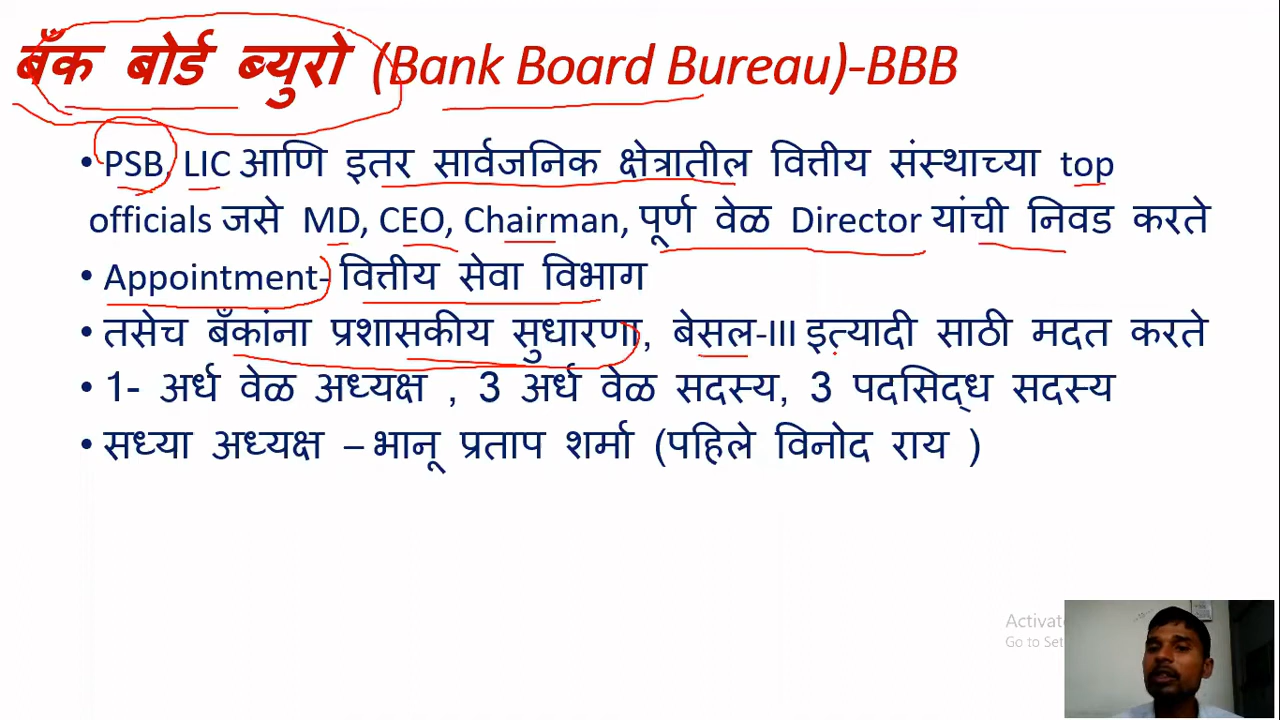 बँक बोर्ड ब्युरो (Bank Board Bureau)-BBB
• PSB, LIC आणि इतर सार्वजनिक क्षेत्रातील वित्तीय संस्थाच्या top
officials जसे MD, CEO, Chairman, पूर्ण वेळ Director यांची निवड करते
• Appointment- वित्तीय सेवा विभाग
• तसेच बँकांना प्रशासकीय सुधारणा, बेसल-III इत्यादी साठी मदत करते
• 1- अर्ध वेळ अध्यक्ष , 3 अर्ध वेळ सदस्य, 3 पदसिद्ध सदस्य
• सध्या अध्यक्ष – भानू प्रताप शर्मा (पहिले विनोद राय )
Go to